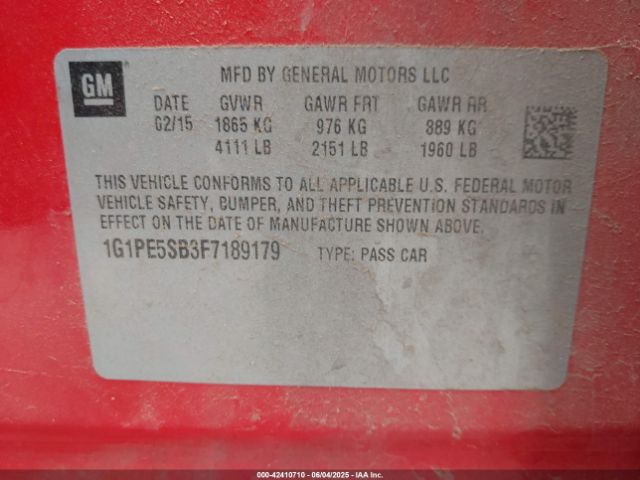 GM
MFD BY GENERAL MOTORS LLC
DATE GVWR GAWR FRT GAWR RR
02/15 1865 KG 976 KG 889 KG
4111 LB 2151 LB 1960 LB
THIS VEHICLE CONFORMS TO ALL APPLICABLE U.S. FEDERAL MOTOR
VEHICLE SAFETY, BUMPER, AND THEFT PREVENTION STANDARDS IN
EFFECT ON THE DATE OF MANUFACTURE SHOWN ABOVE.
1G1PE5SB3F7189179 TYPE: PASS CAR
000-42410710 | 06/04/2025 | IAAI.COM